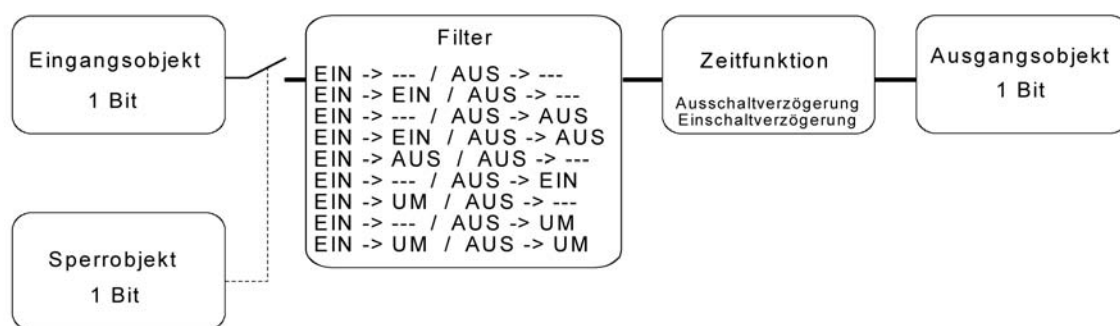 Eingangsobjekt
1 Bit
Sperrobjekt
1 Bit
Filter
EIN -> --- / AUS -> ---
EIN -> EIN / AUS -> ---
EIN -> --- / AUS -> AUS
EIN -> EIN / AUS -> AUS
EIN -> AUS / AUS -> ---
EIN -> --- / AUS -> EIN
EIN -> UM / AUS -> ---
EIN -> --- / AUS -> UM
EIN -> UM / AUS -> UM
Zeitfunktion
Ausschaltverzögerung
Einschaltverzögerung
Ausgangsobjekt
1 Bit